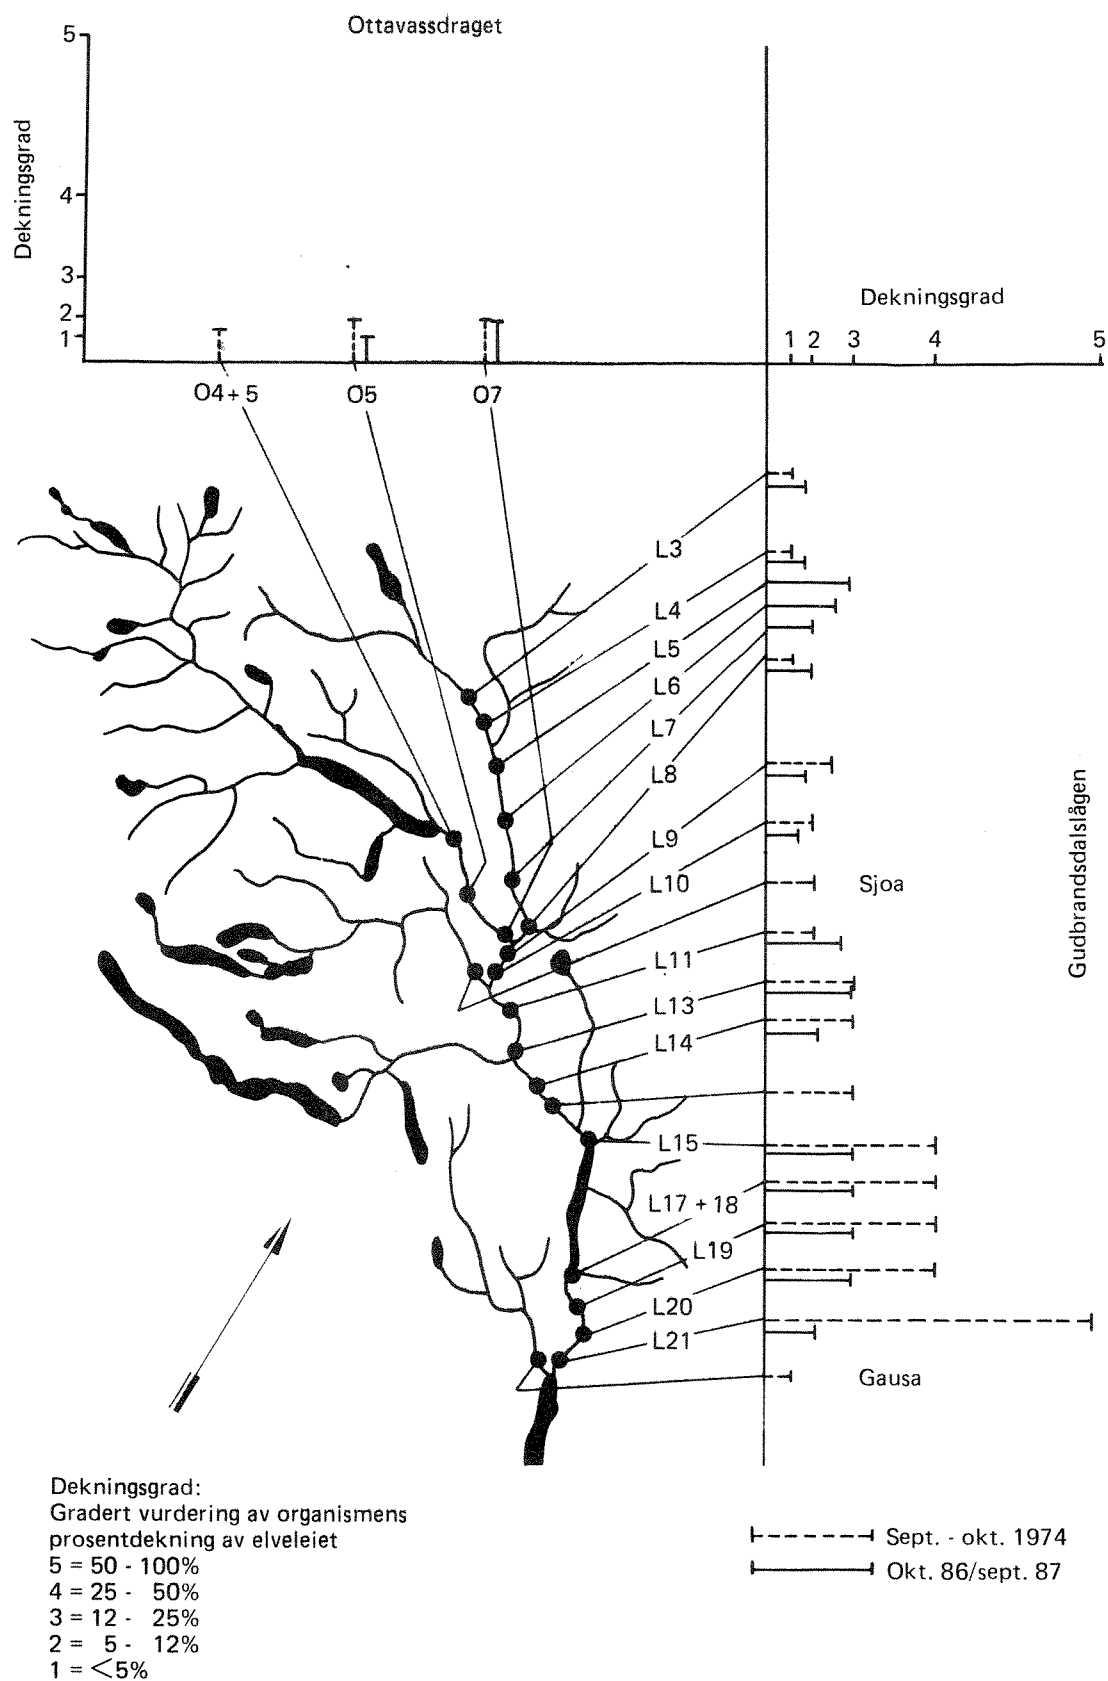 Ottavassdraget
5
4
3
2
1
Dekningsgrad
Dekningsgrad
1 2 3 4 5
O4+5 O5 O7
L3
L4
L5
L6
L7
L8
L9
L10
Sjoa
L11
L13
L14
L15
L17+18
L19
L20
L21
Gausa
Gudbrandsdalslågen
Dekningsgrad:
Gradert vurdering av organismens
prosentdekning av elveleiet
5 = 50 - 100%
4 = 25 - 50%
3 = 12 - 25%
2 = 5 - 12%
1 = <5%
Sept. - okt. 1974
Okt. 86/sept. 87